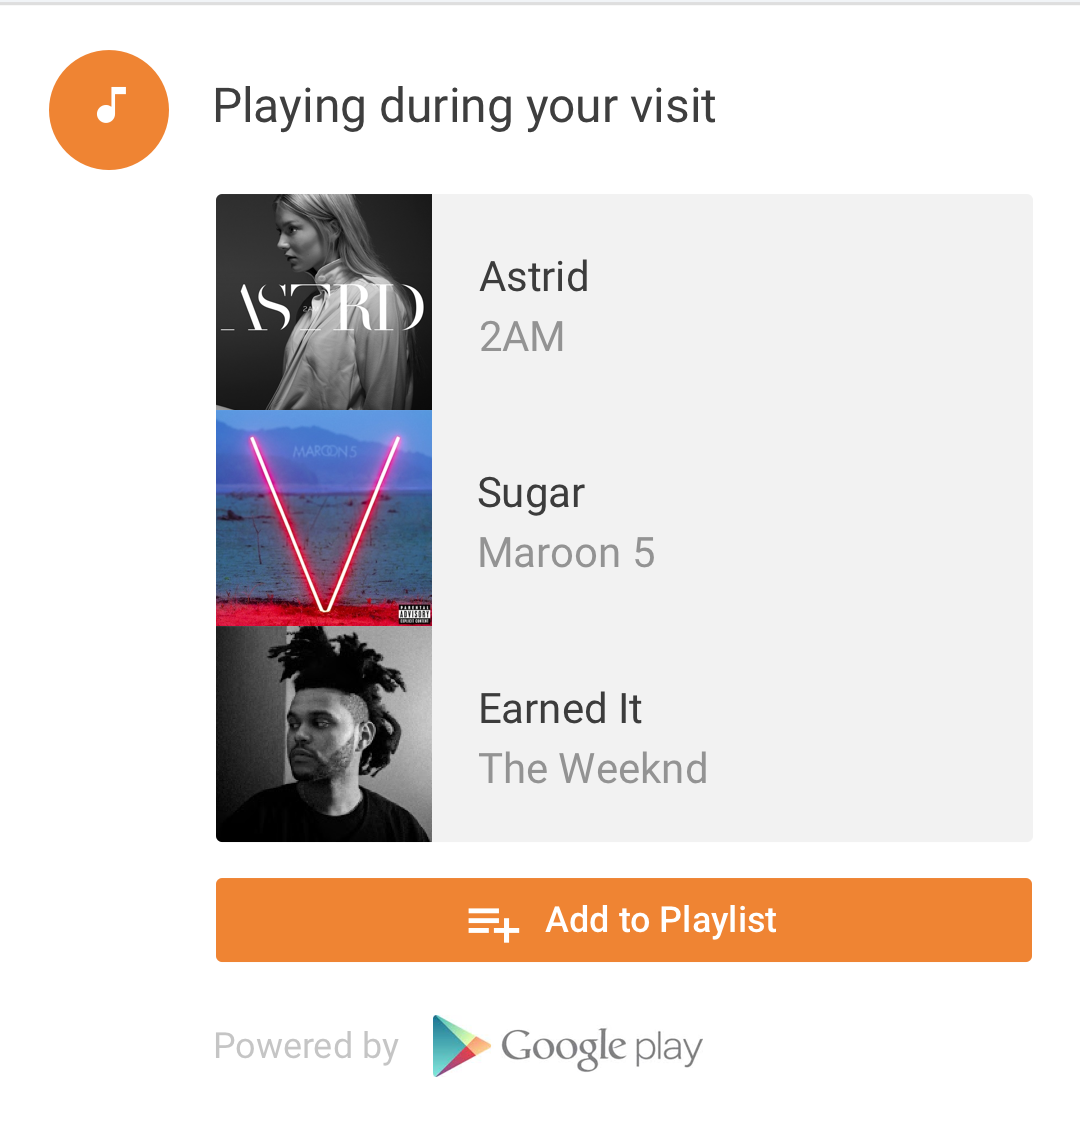 Playing during your visit
ASTRID
Astrid
2AM
MAROON 5
Sugar
Maroon 5
PARENTAL
ADVISORY
EXPLICIT CONTENT
Earned It
The Weeknd
Add to Playlist
Powered by Google play